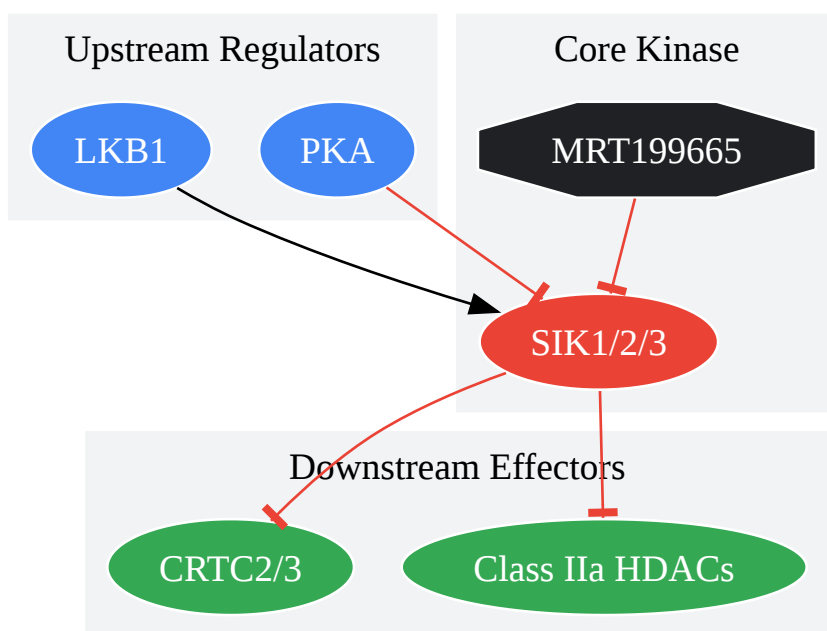 Upstream Regulators
Core Kinase
LKB1
PKA
MRT199665
SIK1/2/3
Downstream Effectors
CRTC2/3
Class IIa HDACs